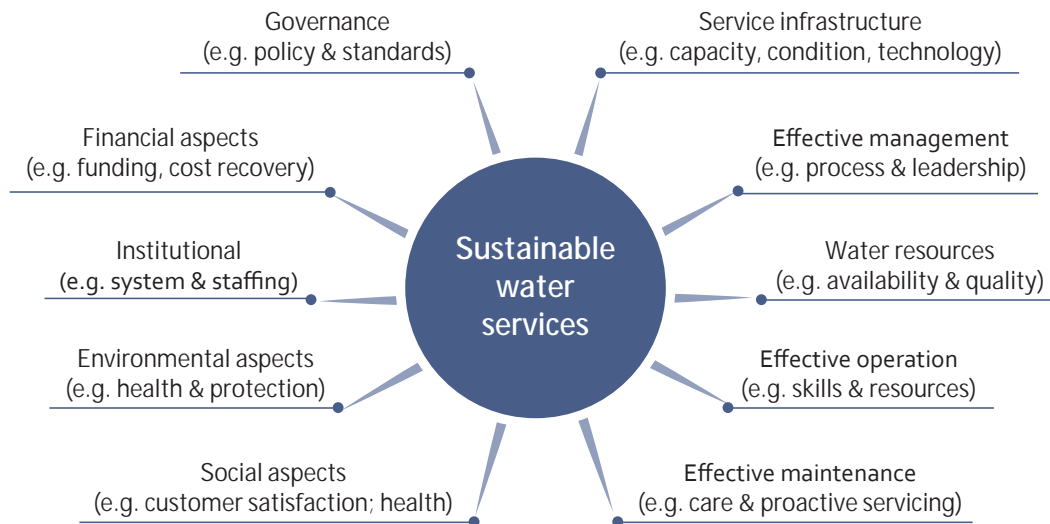 Governance
(e.g. policy & standards)
Service infrastructure
(e.g. capacity, condition, technology)
Financial aspects
(e.g. funding, cost recovery)
Effective management
(e.g. process & leadership)
Institutional
(e.g. system & staffing)
Sustainable
water
services
Water resources
(e.g. availability & quality)
Environmental aspects
(e.g. health & protection)
Effective operation
(e.g. skills & resources)
Social aspects
(e.g. customer satisfaction; health)
Effective maintenance
(e.g. care & proactive servicing)